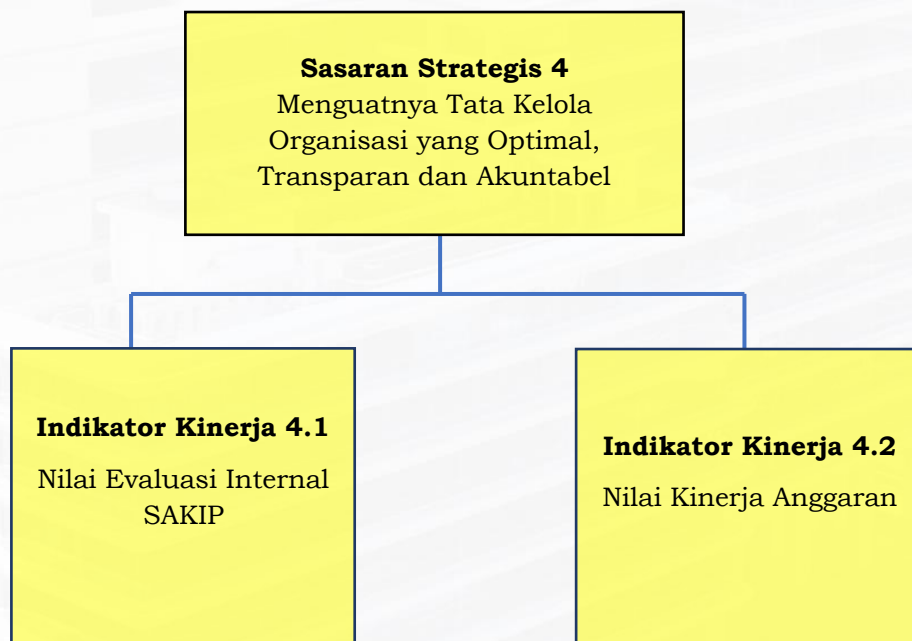 Sasaran Strategis 4
Menguatnya Tata Kelola
Organisasi yang Optimal,
Transparan dan Akuntabel
Indikator Kinerja 4.1
Nilai Evaluasi Internal
SAKIP
Indikator Kinerja 4.2
Nilai Kinerja Anggaran